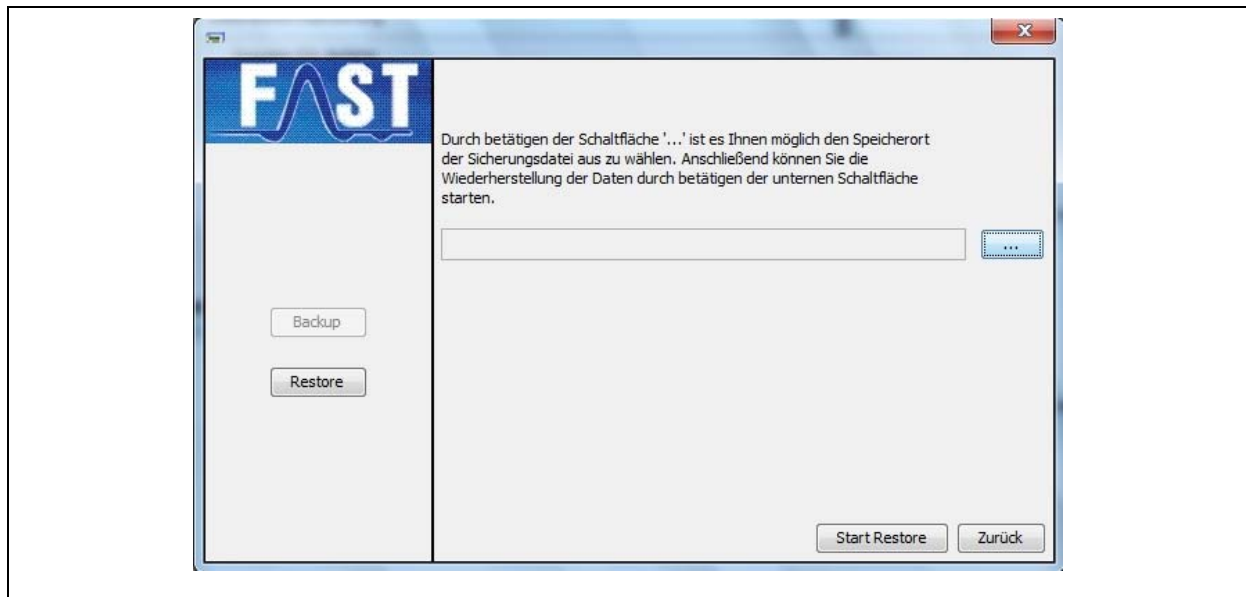 FAST
Durch betätigen der Schaltfläche '...' ist es Ihnen möglich den Speicherort
der Sicherungsdatei aus zu wählen. Anschließend können Sie die
Wiederherstellung der Daten durch betätigen der unternen Schaltfläche
starten.
...
Backup
Restore
Start Restore
Zurück